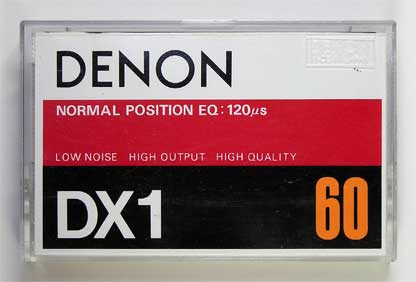 DENON
NORMAL POSITION EQ: 120μs
LOW NOISE HIGH OUTPUT HIGH QUALITY
DX1 60